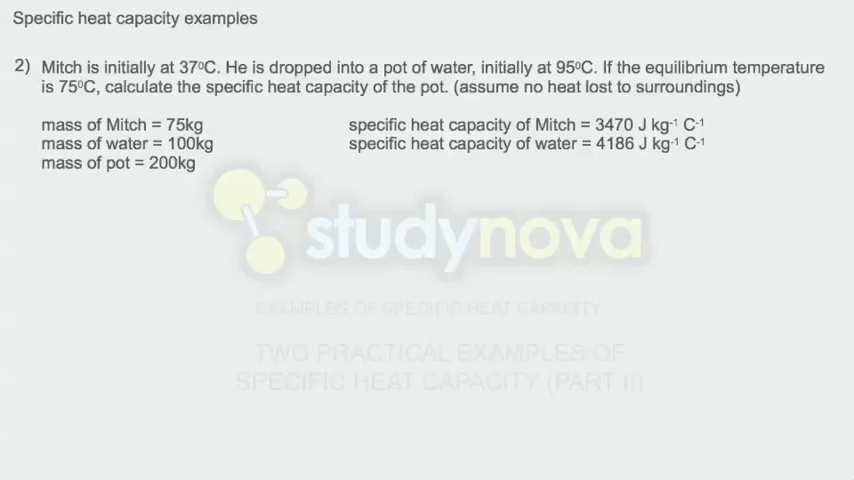 Specific heat capacity examples
2) Mitch is initially at 37⁰C. He is dropped into a pot of water, initially at 95⁰C. If the equilibrium temperature
is 75⁰C, calculate the specific heat capacity of the pot. (assume no heat lost to surroundings)
mass of Mitch = 75kg
mass of water = 100kg
mass of pot = 200kg
specific heat capacity of Mitch = 3470 J kg⁻¹ C⁻¹
specific heat capacity of water = 4186 J kg⁻¹ C⁻¹
studynova
EXAMPLES OF SPECIFIC HEAT CAPACITY
TWO PRACTICAL EXAMPLES OF
SPECIFIC HEAT CAPACITY (PART II)